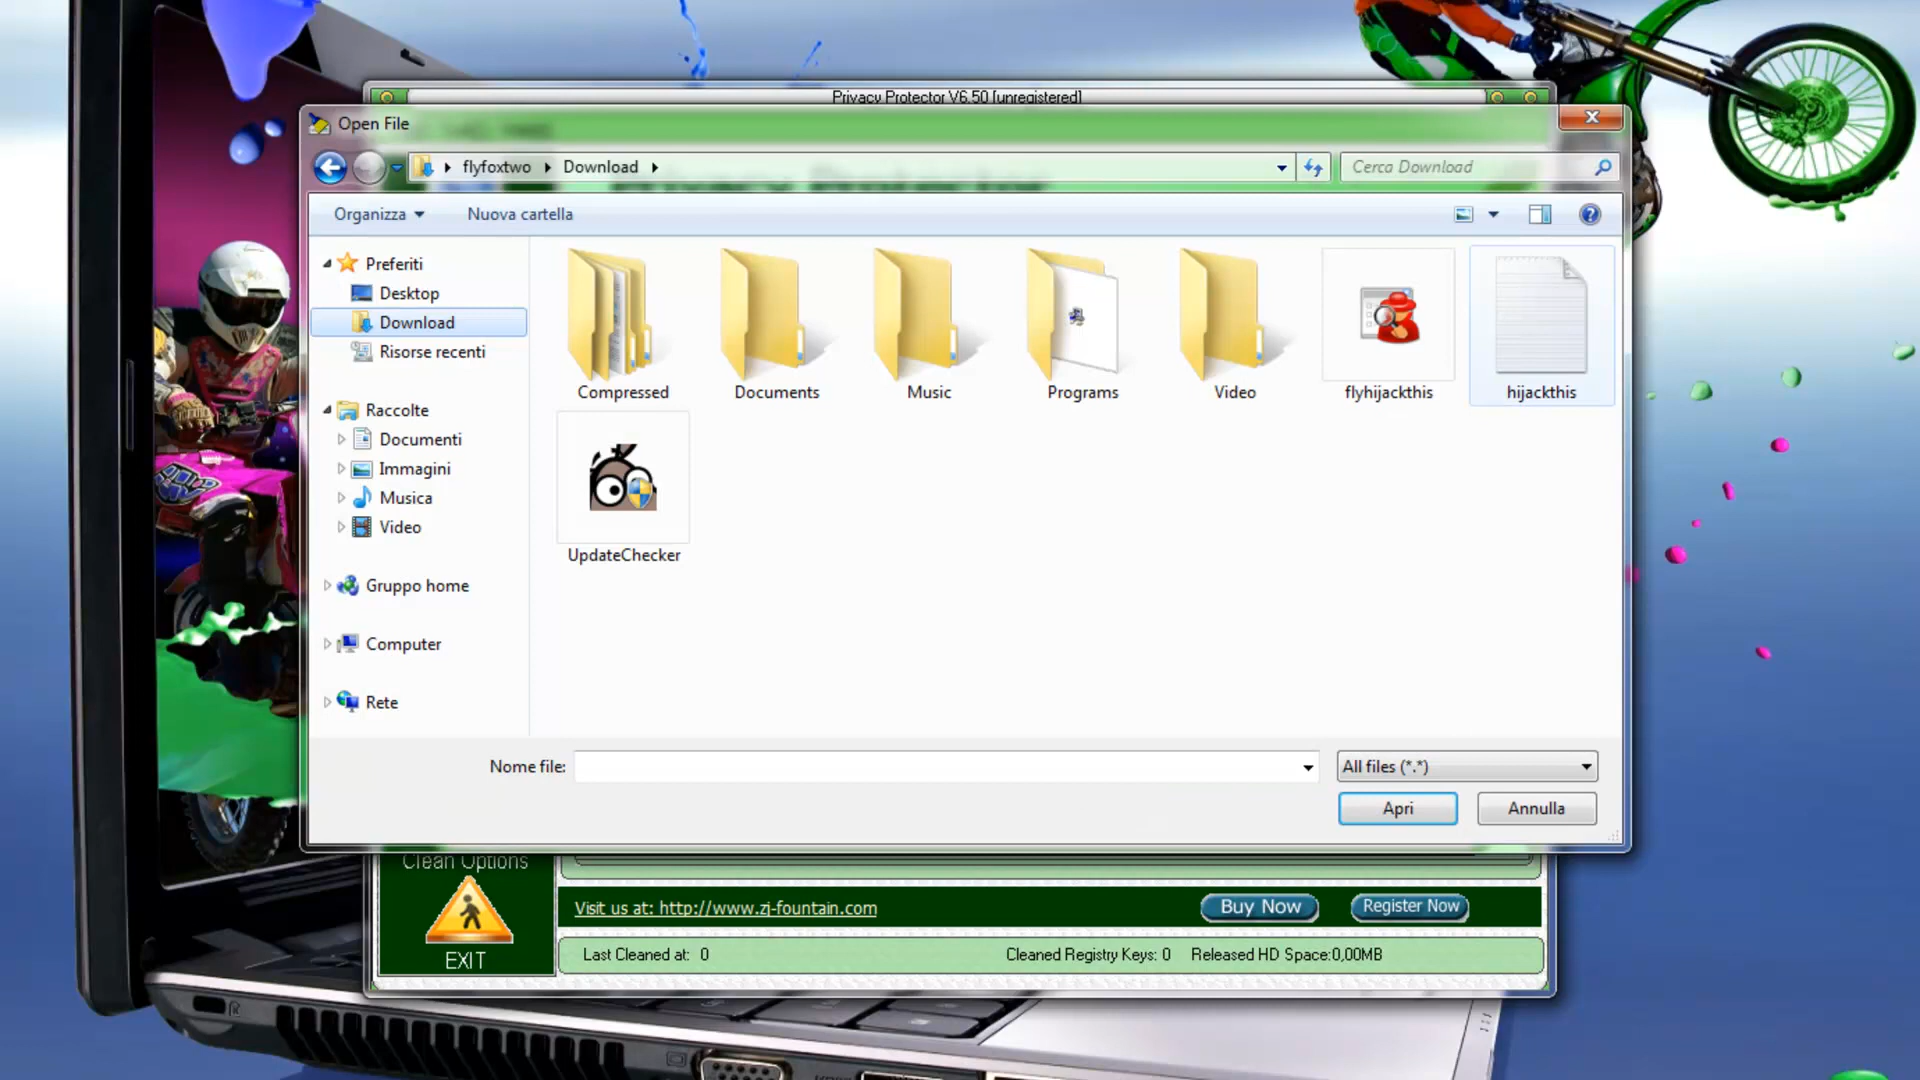 Privacy Protector V6.50 [unregistered]
Open File
flyfoxtwo Download
Cerca Download
Organizza Nuova cartella
Preferiti
Desktop
Download
Risorse recenti
Raccolte
Documenti
Immagini
Musica
Video
Gruppo home
Computer
Rete
Compressed Documents Music Programs Video flyhijackthis hijackthis
UpdateChecker
Nome file: All files (*.*)
Apri Annulla
Clean Options
EXIT
Visit us at: http://www.zj-fountain.com Buy Now Register Now
Last Cleaned at: 0 Cleaned Registry Keys: 0 Released HD Space:0,00MB